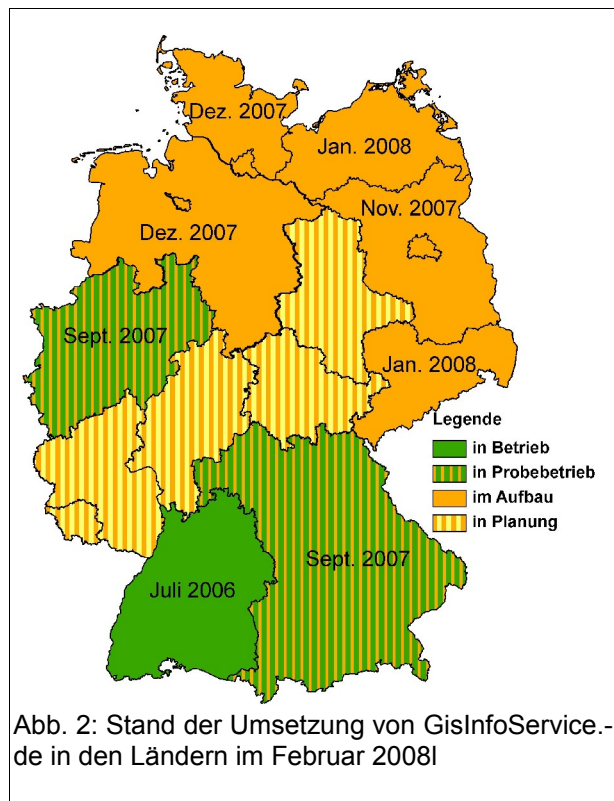 Dez. 2007
Jan. 2008
Nov. 2007
Dez. 2007
Sept. 2007
Jan. 2008
Legende
in Betrieb
in Probebetrieb
im Aufbau
in Planung
Sept. 2007
Juli 2006
Abb. 2: Stand der Umsetzung von GisInfoService.-
de in den Ländern im Februar 2008l